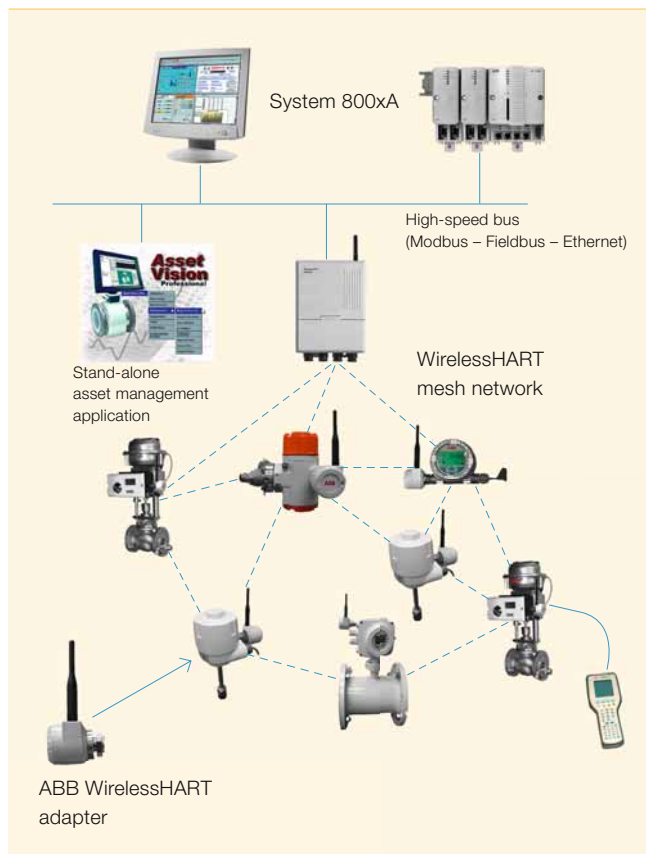 System 800xA
High-speed bus
(Modbus – Fieldbus – Ethernet)
Asset
Vision
Professional
Stand-alone
asset management
application
WirelessHART
mesh network
ABB
ABB WirelessHART
adapter